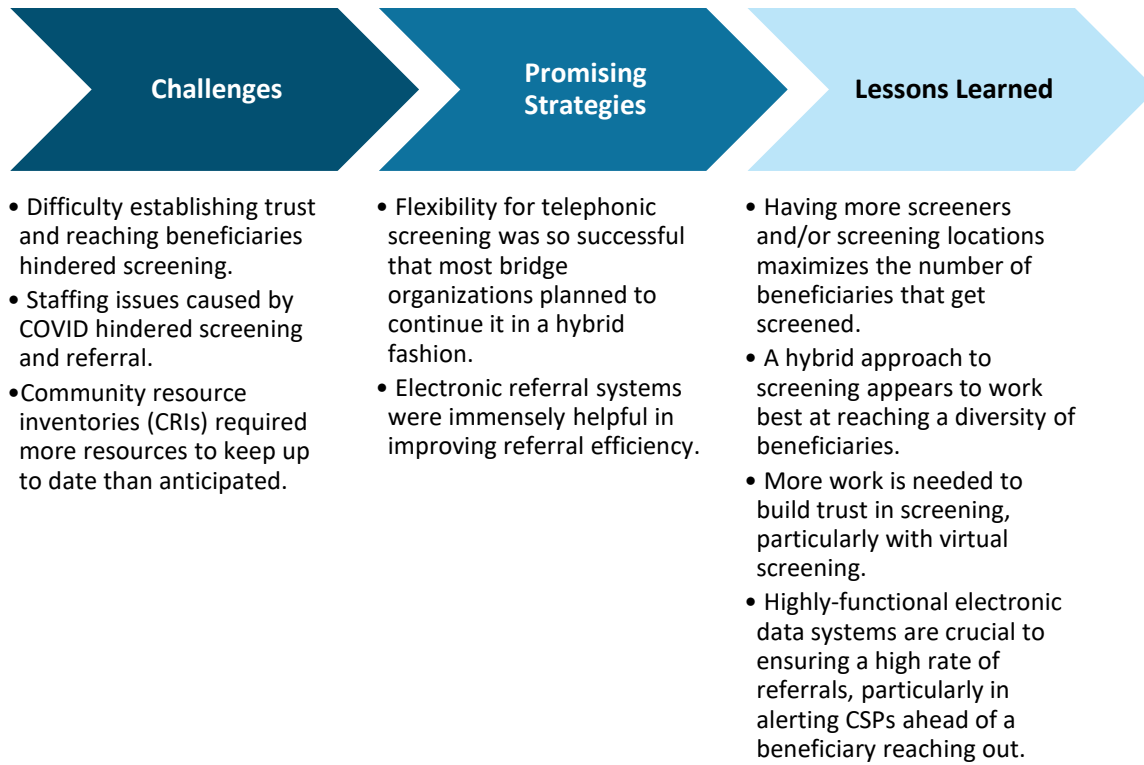 Challenges
Promising
Strategies
Lessons Learned
• Difficulty establishing trust
and reaching beneficiaries
hindered screening.
• Staffing issues caused by
COVID hindered screening
and referral.
•Community resource
inventories (CRIs) required
more resources to keep up
to date than anticipated.
• Flexibility for telephonic
screening was so successful
that most bridge
organizations planned to
continue it in a hybrid
fashion.
• Electronic referral systems
were immensely helpful in
improving referral efficiency.
• Having more screeners
and/or screening locations
maximizes the number of
beneficiaries that get
screened.
• A hybrid approach to
screening appears to work
best at reaching a diversity of
beneficiaries.
• More work is needed to
build trust in screening,
particularly with virtual
screening.
• Highly-functional electronic
data systems are crucial to
ensuring a high rate of
referrals, particularly in
alerting CSPs ahead of a
beneficiary reaching out.